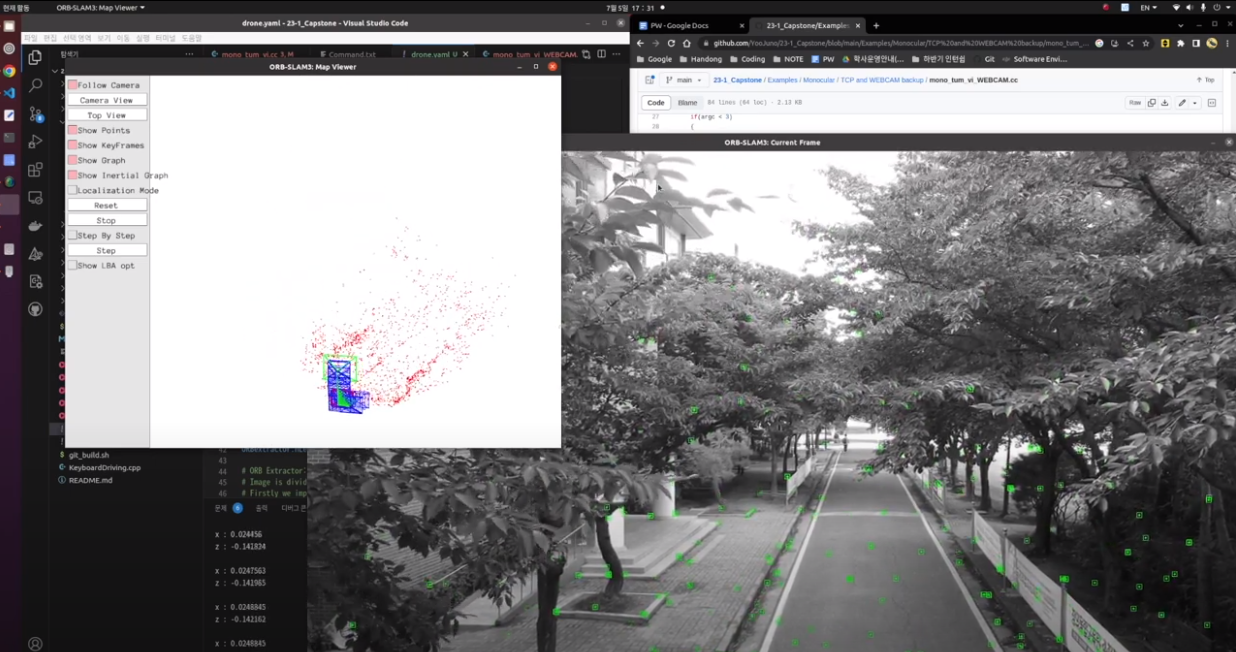 현재 활동
ORB-SLAM3: Map Viewer
7월 5일 17 : 31
EN
drone.yaml - 23-1_Capstone - Visual Studio Code
파일 편집 선택 영역 보기 이동 실행 터미널 도움말
탐색기
mono_tum_vi.cc 3, M
Command.txt
drone.yaml U
mono_tum_vi_WEBCAM.
PW - Google Docs
23-1_Capstone/Examples
github.com/YooJuno/23-1_Capstone/blob/main/Examples/Monocular/TCP%20and%20WEBCAM%20backup/mono_tum_...
Google
Handong
Coding
NOTE
PW
학사운영안내(...
하반기 인턴쉽
Git
Software Envi...
main
23-1_Capstone / Examples / Monocular / TCP and WEBCAM backup / mono_tum_vi_WEBCAM.cc
Top
Code
Blame
84 lines (64 loc) · 2.13 KB
Raw
27 if(argc < 3)
28 {
ORB-SLAM3: Map Viewer
Follow Camera
Camera View
Top View
Show Points
Show KeyFrames
Show Graph
Show Inertial Graph
Localization Mode
Reset
Stop
Step By Step
Step
Show LBA opt
ORB-SLAM3: Current Frame
git_build.sh
KeyboardDriving.cpp
README.md
43
44 # ORB Extractor:
45 # Image is divid
46 # Firstly we imp
문제
6
출력
디버그 콘
x : 0.024456
z : -0.141824
x : 0.0247563
z : -0.141965
x : 0.0248845
z : -0.142162
x : 0.0248845